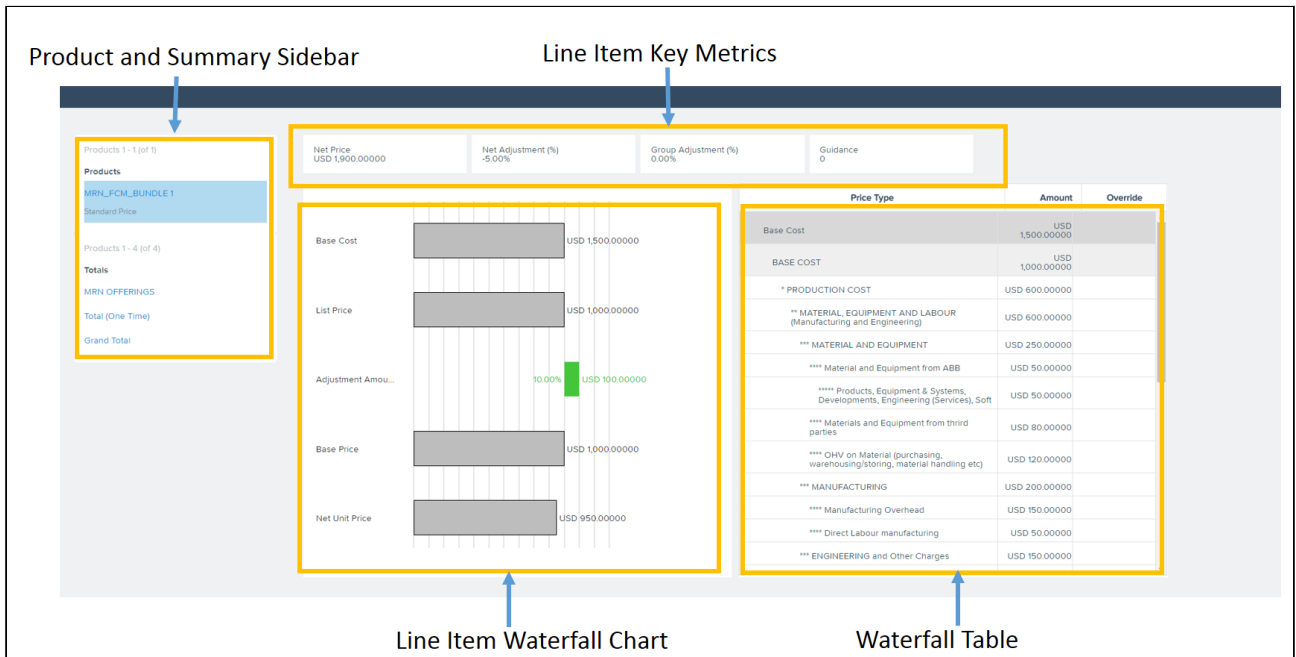 Product and Summary Sidebar
Line Item Key Metrics
Products 1 - 1 (of 1)
Products
MRN_FCM_BUNDLE 1
Standard Price
Products 1 - 4 (of 4)
Totals
MRN OFFERINGS
Total (One Time)
Grand Total
Net Price
USD 1,900.00000
Net Adjustment (%)
-5.00%
Group Adjustment (%)
0.00%
Guidance
0
Base Cost
USD 1,500.00000
List Price
USD 1,000.00000
Adjustment Amou...
10.00% USD 100.00000
Base Price
USD 1,000.00000
Net Unit Price
USD 950.00000
Price Type Amount Override
Base Cost USD
1,500.00000
BASE COST USD
1,000.00000
* PRODUCTION COST USD 600.00000
** MATERIAL, EQUIPMENT AND LABOUR
(Manufacturing and Engineering) USD 600.00000
*** MATERIAL AND EQUIPMENT USD 250.00000
**** Material and Equipment from ABB USD 50.00000
***** Products, Equipment & Systems,
Developments, Engineering (Services), Soft USD 50.00000
**** Materials and Equipment from thrird
parties USD 80.00000
**** OHV on Material (purchasing,
warehousing/storing, material handling etc) USD 120.00000
*** MANUFACTURING USD 200.00000
**** Manufacturing Overhead USD 150.00000
**** Direct Labour manufacturing USD 50.00000
*** ENGINEERING and Other Charges USD 150.00000
Line Item Waterfall Chart
Waterfall Table